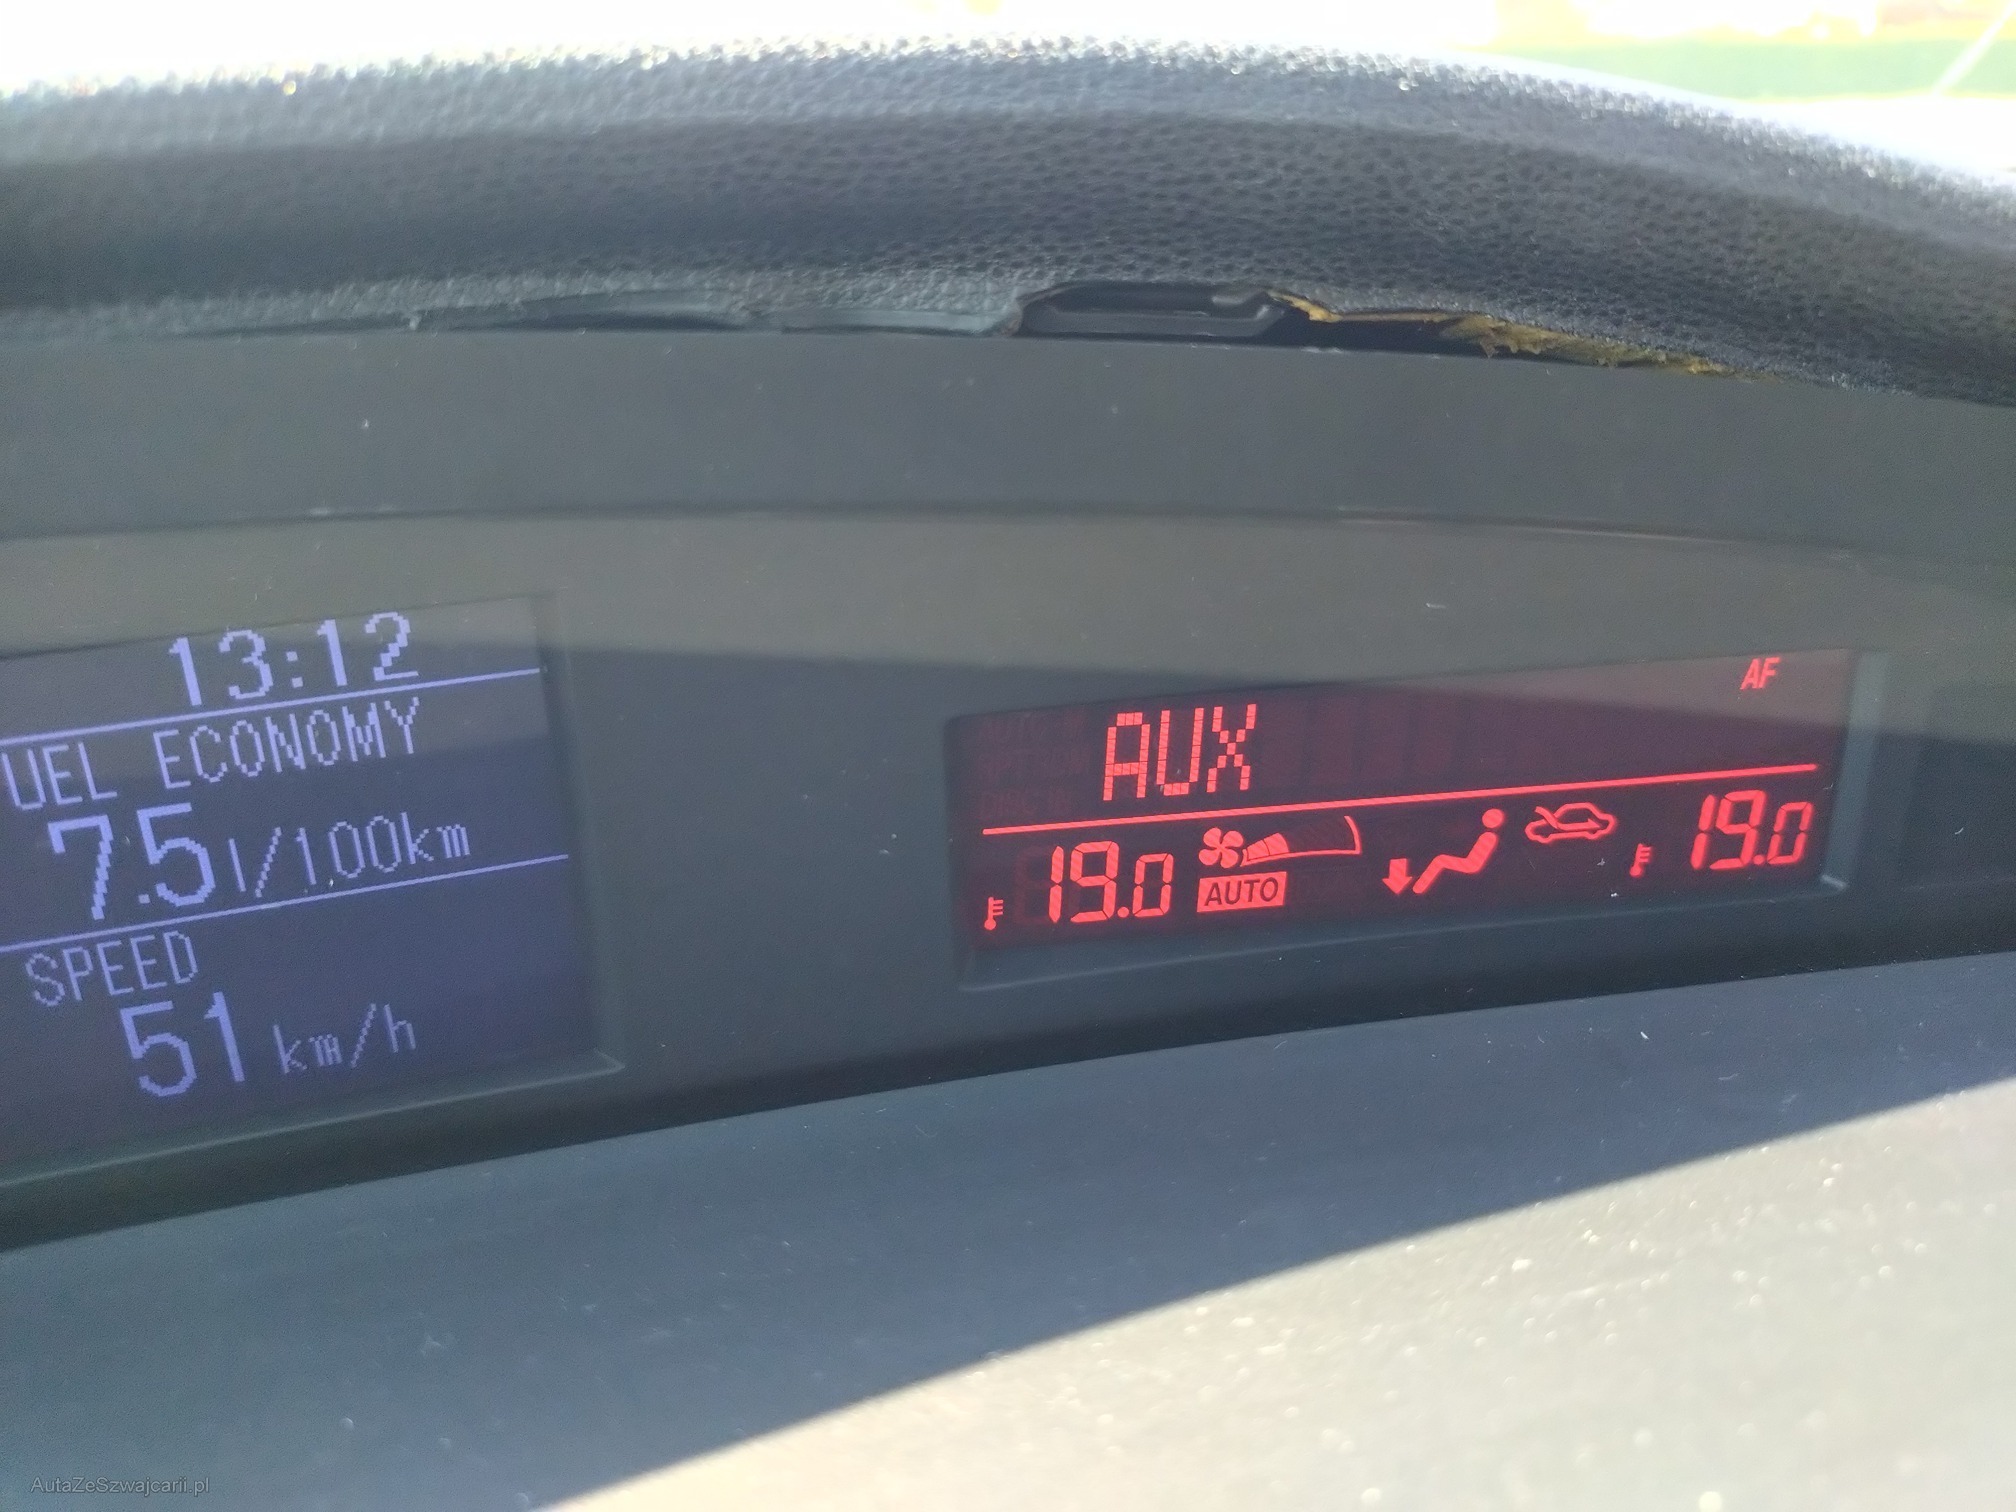 13:12
UEL ECONOMY
7.5 l/100km
SPEED
51 km/h
AF
AUX
19.0
AUTO
19.0
AutaZeSzwajcarii.pl